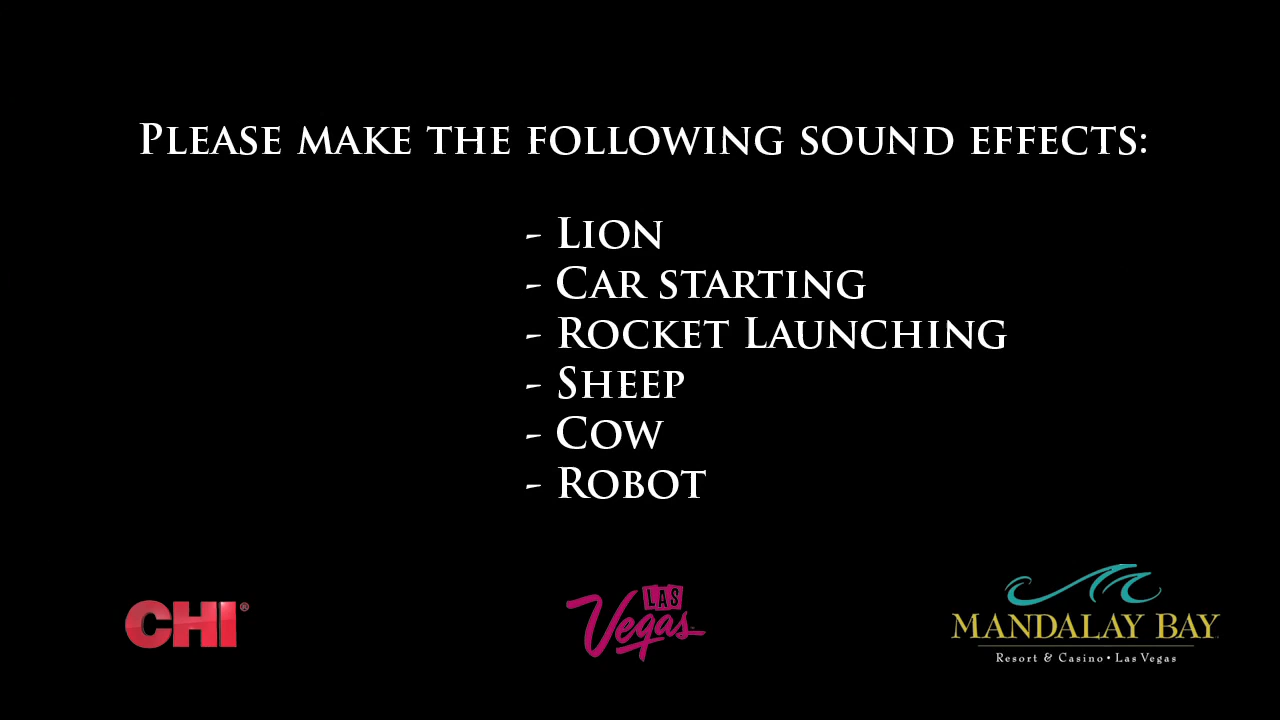 Please make the following sound effects:
- Lion
- Car starting
- Rocket Launching
- Sheep
- Cow
- Robot
CHI®
LAS
Vegas
MANDALAY BAY
Resort & Casino • Las Vegas